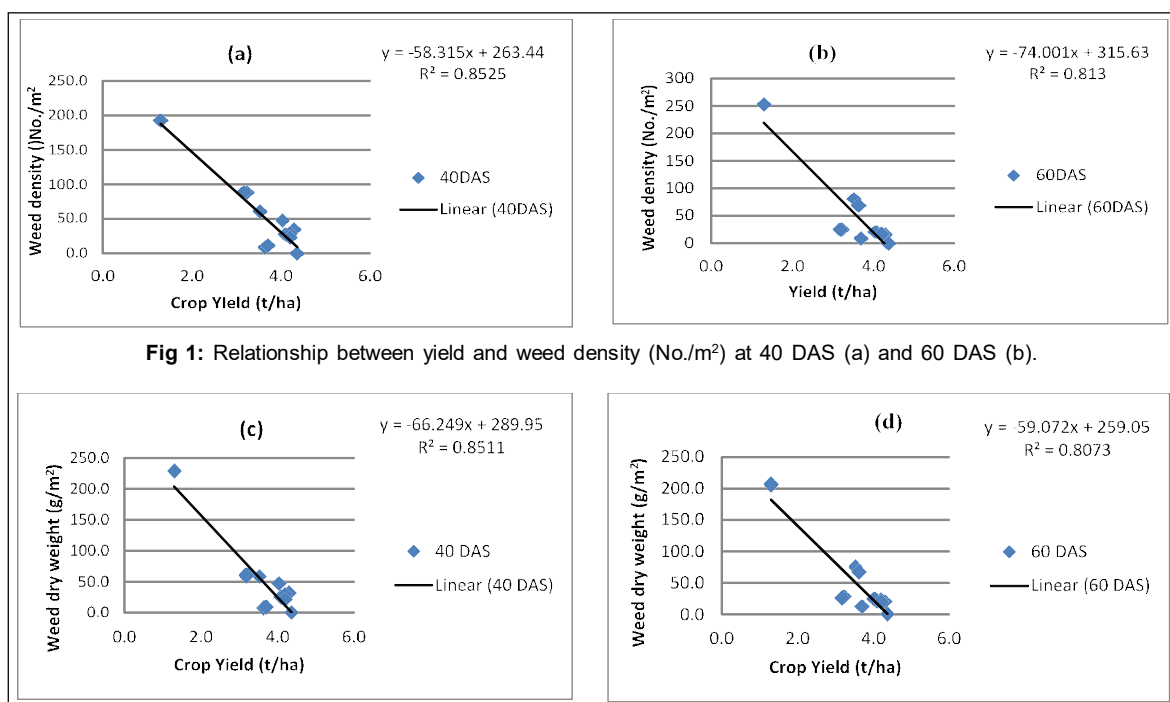 (a)
y = -58.315x + 263.44
R² = 0.8525
Weed density ()No./m²
250.0
200.0
150.0
100.0
50.0
0.0
0.0 2.0 4.0 6.0
Crop YIeld (t/ha)
40DAS
Linear (40DAS)
(b)
y = -74.001x + 315.63
R² = 0.813
Weed density (No./m²)
300
250
200
150
100
50
0
0.0 2.0 4.0 6.0
Yield (t/ha)
60DAS
Linear (60DAS)
Fig 1: Relationship between yield and weed density (No./m²) at 40 DAS (a) and 60 DAS (b).
(c)
y = -66.249x + 289.95
R² = 0.8511
Weed dry weight (g/m²)
250.0
200.0
150.0
100.0
50.0
0.0
0.0 2.0 4.0 6.0
Crop Yield (t/ha)
40 DAS
Linear (40 DAS)
(d)
y = -59.072x + 259.05
R² = 0.8073
Weed dry weight (g/m²)
250.0
200.0
150.0
100.0
50.0
0.0
0.0 2.0 4.0 6.0
Crop Yield (t/ha)
60 DAS
Linear (60 DAS)